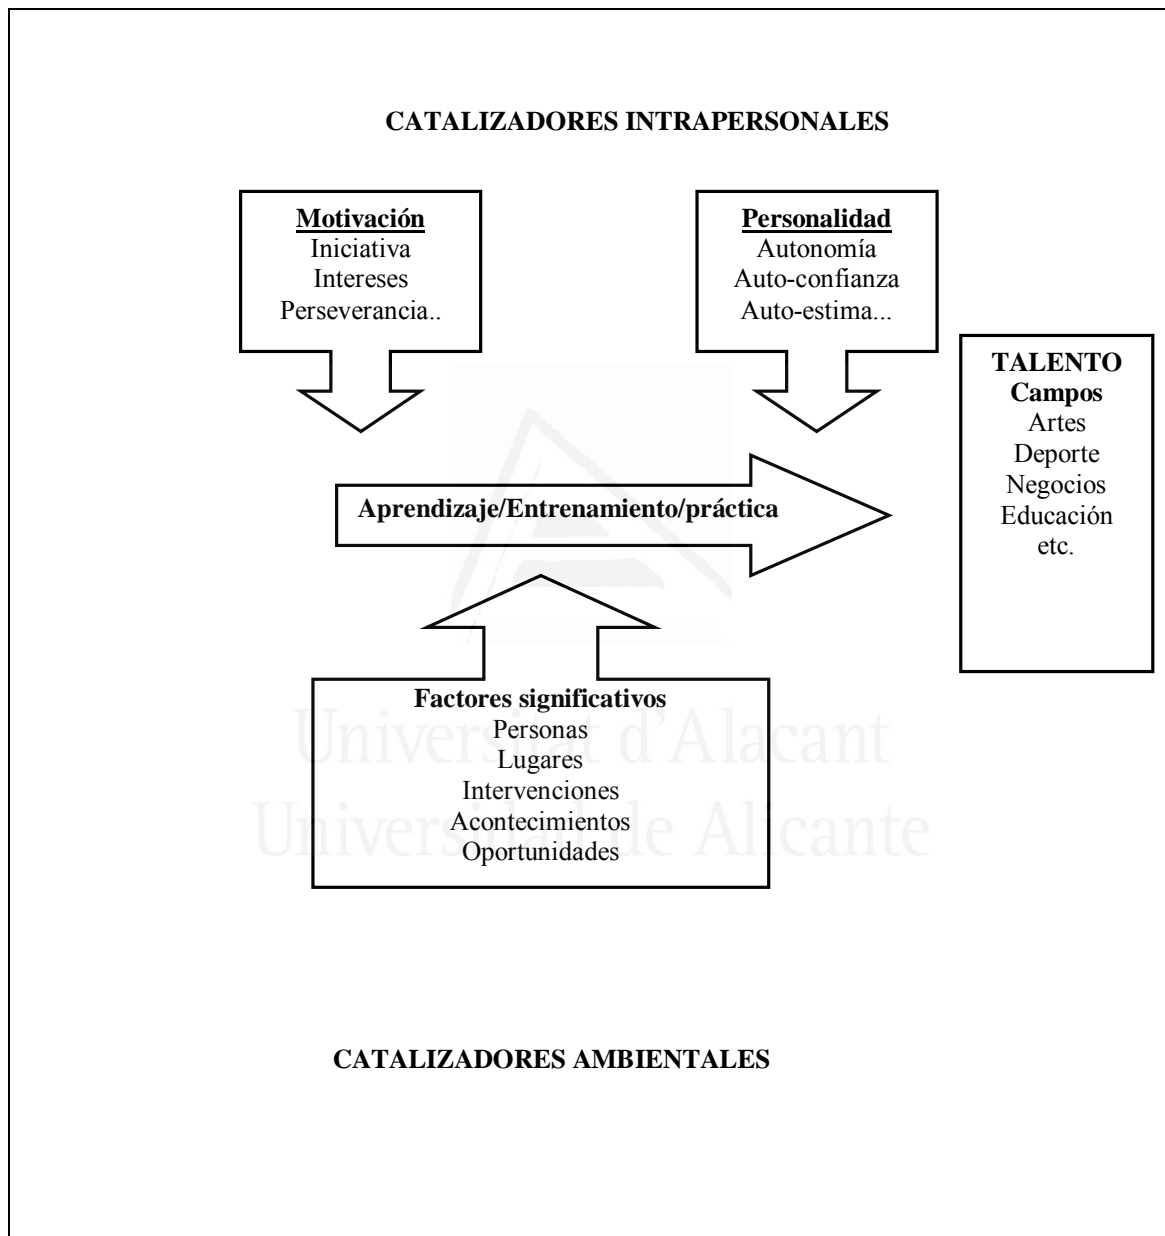 CATALIZADORES INTRAPERSONALES
Motivación
Iniciativa
Intereses
Perseverancia..
Personalidad
Autonomía
Auto-confianza
Auto-estima...
TALENTO
Campos
Artes
Deporte
Negocios
Educación
etc.
Aprendizaje/Entrenamiento/práctica
Factores significativos
Personas
Lugares
Intervenciones
Acontecimientos
Oportunidades
Universitat d'Alacant
Universidad de Alicante
CATALIZADORES AMBIENTALES